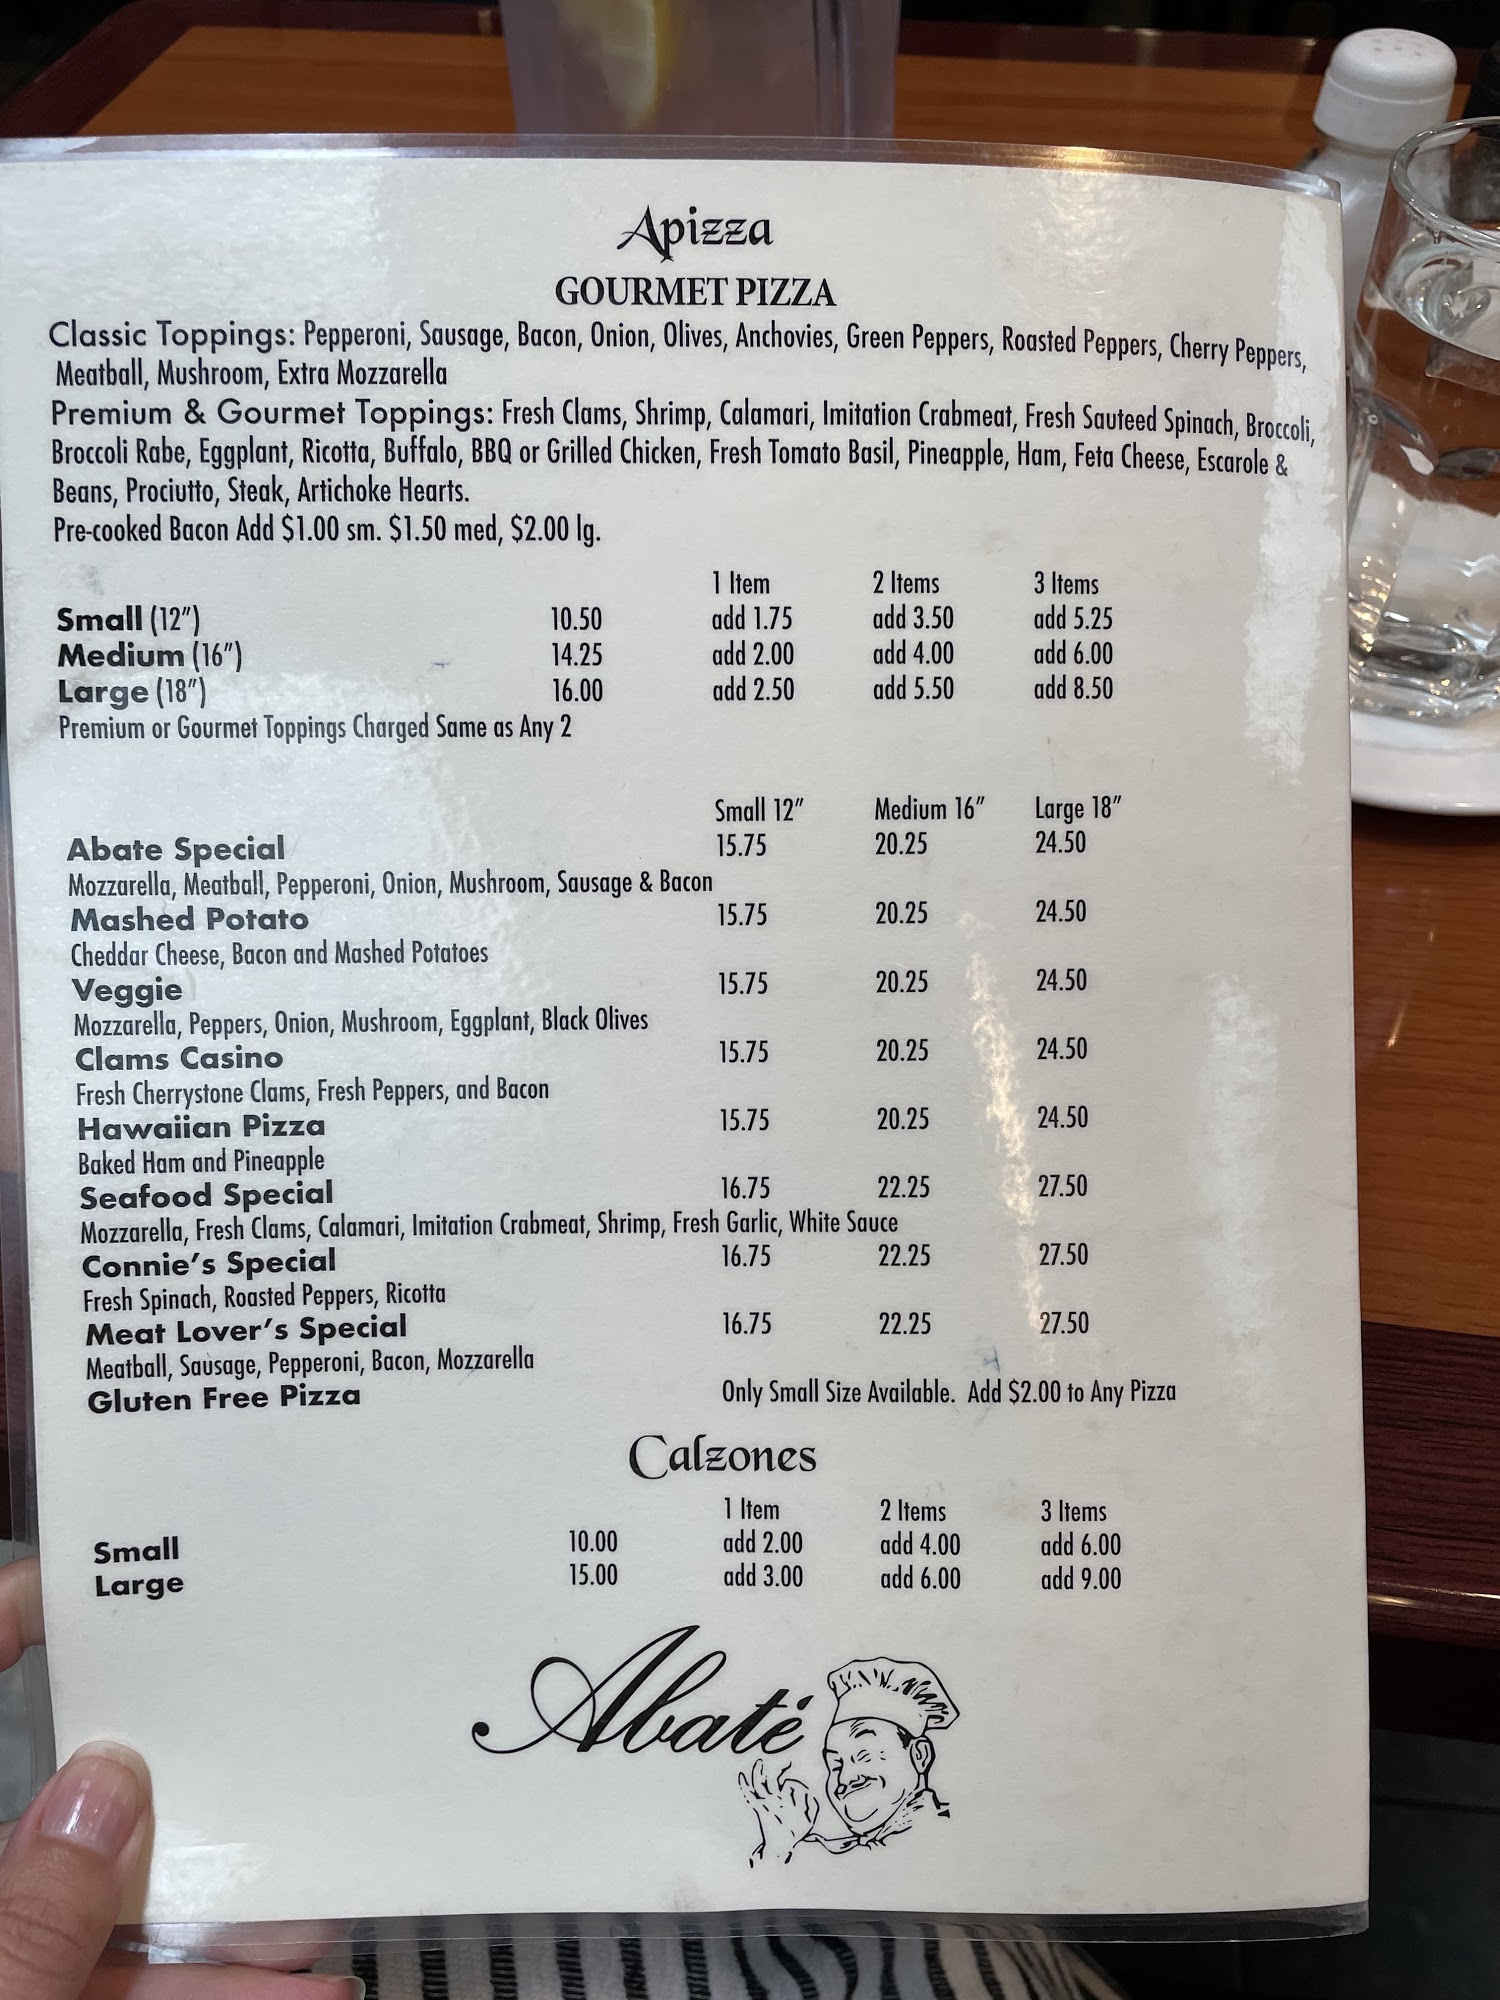 Apizza
GOURMET PIZZA
Classic Toppings: Pepperoni, Sausage, Bacon, Onion, Olives, Anchovies, Green Peppers, Roasted Peppers, Cherry Peppers,
Meatball, Mushroom, Extra Mozzarella
Premium & Gourmet Toppings: Fresh Clams, Shrimp, Calamari, Imitation Crabmeat, Fresh Sauteed Spinach, Broccoli,
Broccoli Rabe, Eggplant, Ricotta, Buffalo, BBQ or Grilled Chicken, Fresh Tomato Basil, Pineapple, Ham, Feta Cheese, Escarole &
Beans, Prociutto, Steak, Artichoke Hearts.
Pre-cooked Bacon Add $1.00 sm. $1.50 med, $2.00 lg.
1 Item 2 Items 3 Items
Small (12") 10.50 add 1.75 add 3.50 add 5.25
Medium (16") 14.25 add 2.00 add 4.00 add 6.00
Large (18") 16.00 add 2.50 add 5.50 add 8.50
Premium or Gourmet Toppings Charged Same as Any 2
Small 12" Medium 16" Large 18"
Abate Special 15.75 20.25 24.50
Mozzarella, Meatball, Pepperoni, Onion, Mushroom, Sausage & Bacon
Mashed Potato 15.75 20.25 24.50
Cheddar Cheese, Bacon and Mashed Potatoes
Veggie 15.75 20.25 24.50
Mozzarella, Peppers, Onion, Mushroom, Eggplant, Black Olives
Clams Casino 15.75 20.25 24.50
Fresh Cherrystone Clams, Fresh Peppers, and Bacon
Hawaiian Pizza 15.75 20.25 24.50
Baked Ham and Pineapple
Seafood Special 16.75 22.25 27.50
Mozzarella, Fresh Clams, Calamari, Imitation Crabmeat, Shrimp, Fresh Garlic, White Sauce
Connie's Special 16.75 22.25 27.50
Fresh Spinach, Roasted Peppers, Ricotta
Meat Lover's Special 16.75 22.25 27.50
Meatball, Sausage, Pepperoni, Bacon, Mozzarella
Gluten Free Pizza Only Small Size Available. Add $2.00 to Any Pizza
Calzones
1 Item 2 Items 3 Items
Small 10.00 add 2.00 add 4.00 add 6.00
Large 15.00 add 3.00 add 6.00 add 9.00
Abaté